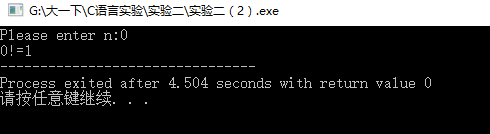 G:\大一下\C语言实验\实验二\实验二（2）.exe
Please enter n:0
0!=1
--------------------------------
Process exited after 4.504 seconds with return value 0
请按任意键继续. . .